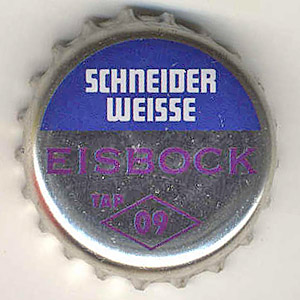 SCHNEIDER
WEISSE
EISBOCK
TAP
09